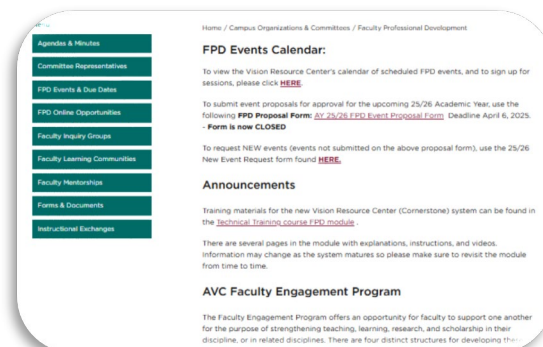 Home / Campus Organizations & Committees / Faculty Professional Development
Agendas & Minutes
Committee Representatives
FPD Events & Due Dates
FPD Online Opportunities
Faculty Inquiry Groups
Faculty Learning Communities
Faculty Mentorships
Forms & Documents
Instructional Exchanges
FPD Events Calendar:
To view the Vision Resource Center's calendar of scheduled FPD events, and to sign up for
sessions, please click HERE.
To submit event proposals for approval for the upcoming 25/26 Academic Year, use the
following FPD Proposal Form: AY 25/26 FPD Event Proposal Form Deadline April 6, 2025.
- Form is now CLOSED
To request NEW events (events not submitted on the above proposal form), use the 25/26
New Event Request form found HERE.
Announcements
Training materials for the new Vision Resource Center (Cornerstone) system can be found in
the Technical Training course FPD module .
There are several pages in the module with explanations, instructions, and videos.
Information may change as the system matures so please make sure to revisit the module
from time to time.
AVC Faculty Engagement Program
The Faculty Engagement Program offers an opportunity for faculty to support one another
for the purpose of strengthening teaching, learning, research, and scholarship in their
discipline, or in related disciplines. There are four distinct structures for developing